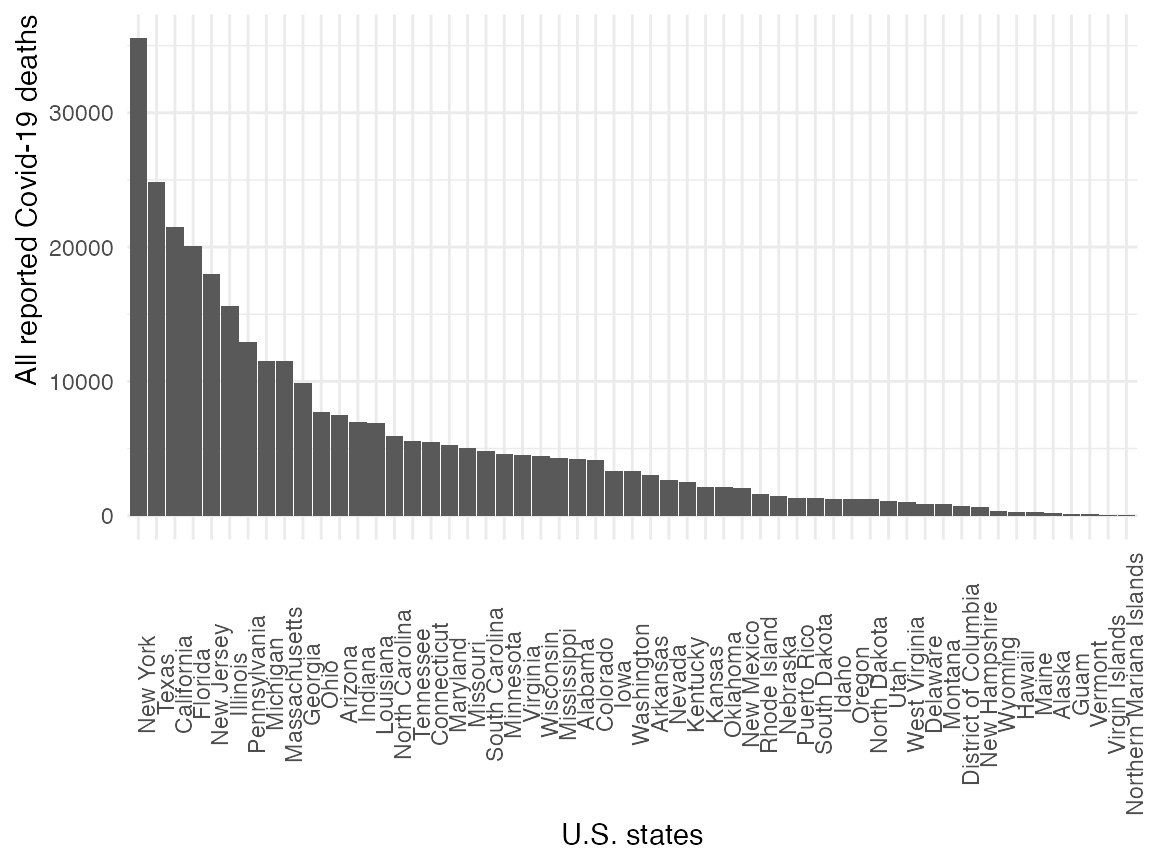 All reported Covid-19 deaths
30000
20000
10000
0
New York
Texas
California
Florida
New Jersey
Illinois
Pennsylvania
Michigan
Massachusetts
Georgia
Ohio
Arizona
Indiana
Louisiana
North Carolina
Tennessee
Connecticut
Maryland
Missouri
South Carolina
Minnesota
Virginia
Wisconsin
Mississippi
Alabama
Colorado
Iowa
Washington
Arkansas
Nevada
Kentucky
Kansas
Oklahoma
New Mexico
Rhode Island
Nebraska
Puerto Rico
South Dakota
Idaho
Oregon
North Dakota
Utah
West Virginia
Delaware
Montana
District of Columbia
New Hampshire
Wyoming
Hawaii
Maine
Alaska
Guam
Vermont
Virgin Islands
Northern Mariana Islands
U.S. states